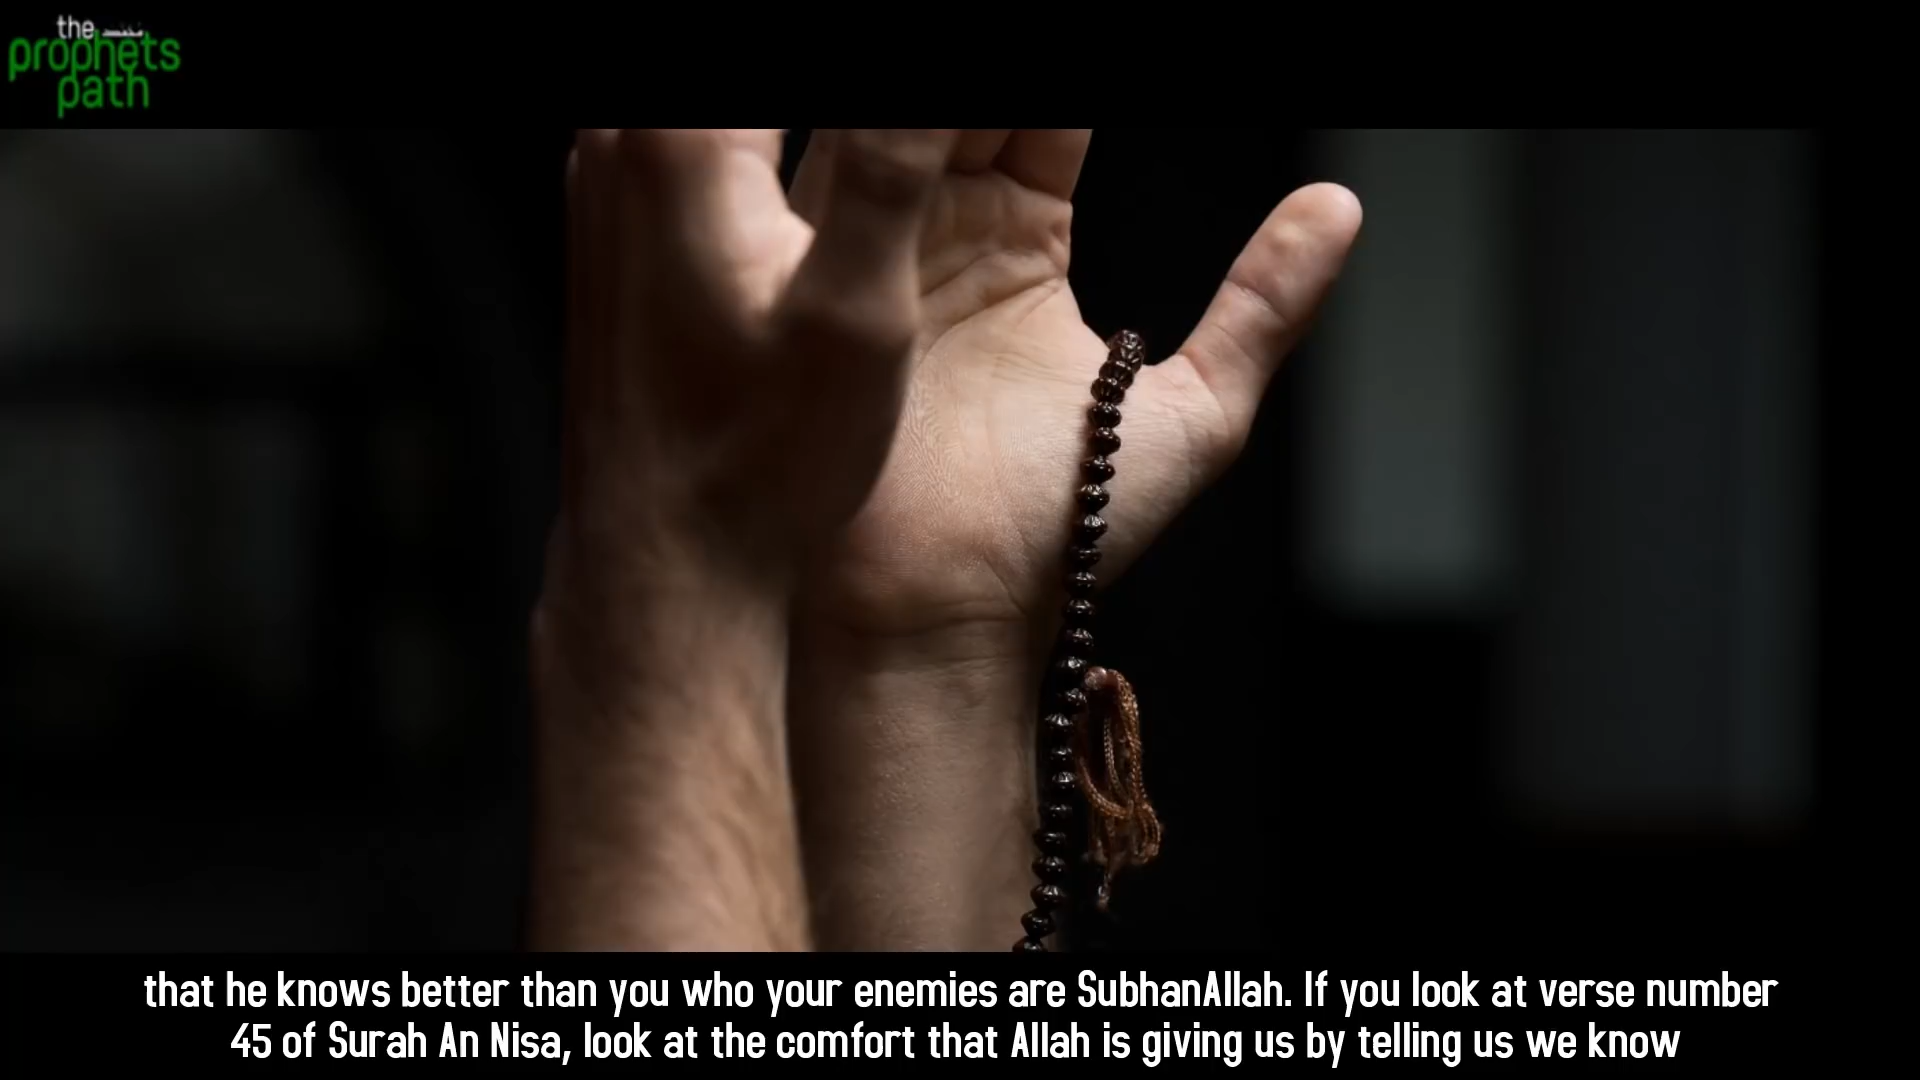 the
prophets
path
that he knows better than you who your enemies are SubhanAllah. If you look at verse number
45 of Surah An Nisa, look at the comfort that Allah is giving us by telling us we know